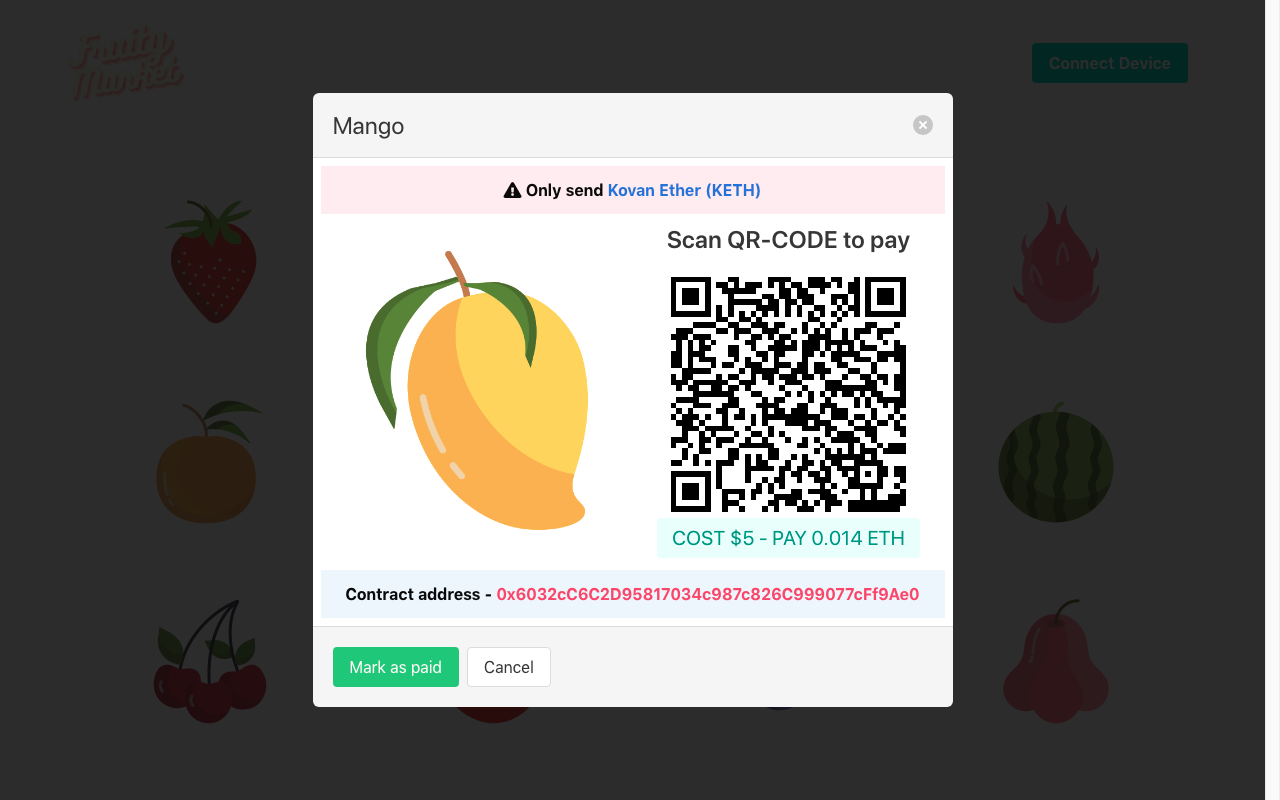 Fruity
Market
Connect Device
Mango
Only send Kovan Ether (KETH)
Scan QR-CODE to pay
COST $5 - PAY 0.014 ETH
Contract address - 0x6032cC6C2D95817034c987c826C999077cFf9Ae0
Mark as paid
Cancel